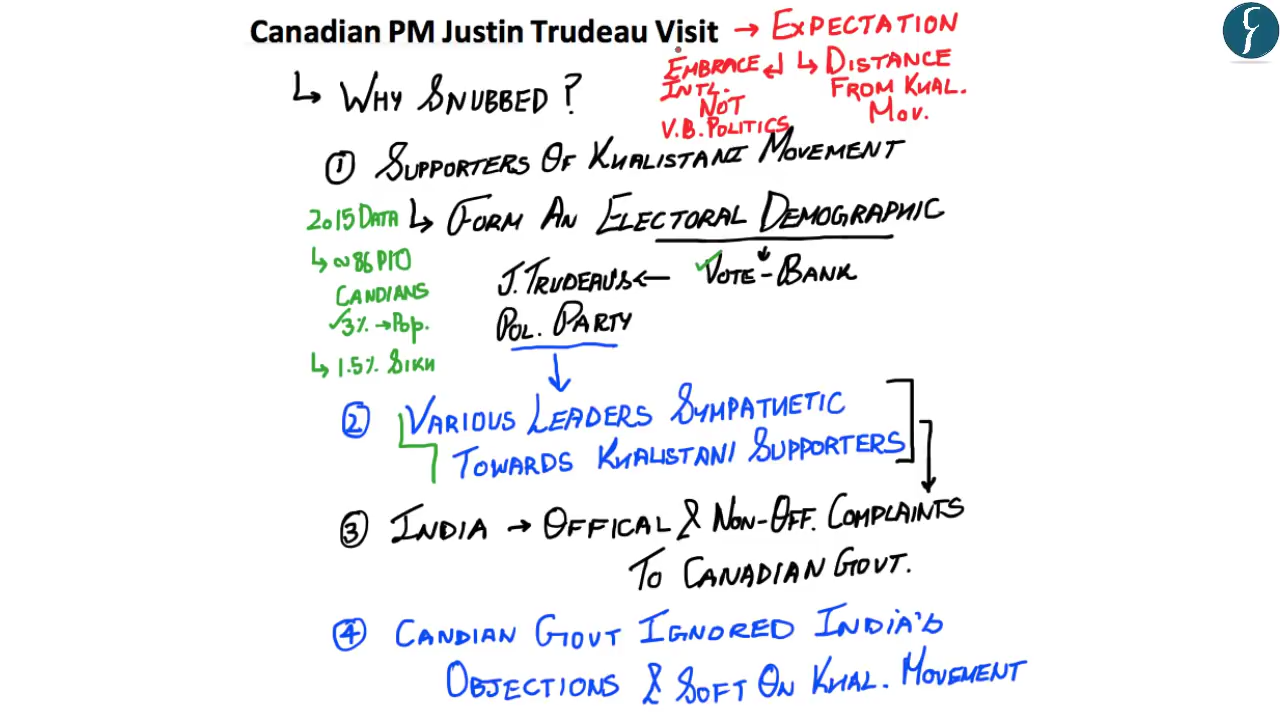 Canadian PM Justin Trudeau Visit → EXPECTATION
EMBRACE ↲ ↳ DISTANCE
INTL. FROM KHAL.
NOT MOV.
V.B. POLITICS
↳ WHY SNUBBED?
① SUPPORTERS OF KHALISTANI MOVEMENT
2015 DATA ↳ FORM AN ELECTORAL DEMOGRAPHIC
↳ ~86 PIO
CANDIANS
✓3% → Pop.
↳ 1.5% SIKH
J. TRUDEAU'S ← ✓VOTE-BANK
POL. PARTY
② VARIOUS LEADERS SYMPATHETIC
TOWARDS KHALISTANI SUPPORTERS
③ INDIA → OFFICAL & NON-OFF. COMPLAINTS
TO CANADIAN GOVT.
④ CANDIAN GOVT IGNORED INDIA'S
OBJECTIONS & SOFT ON KHAL. MOVEMENT